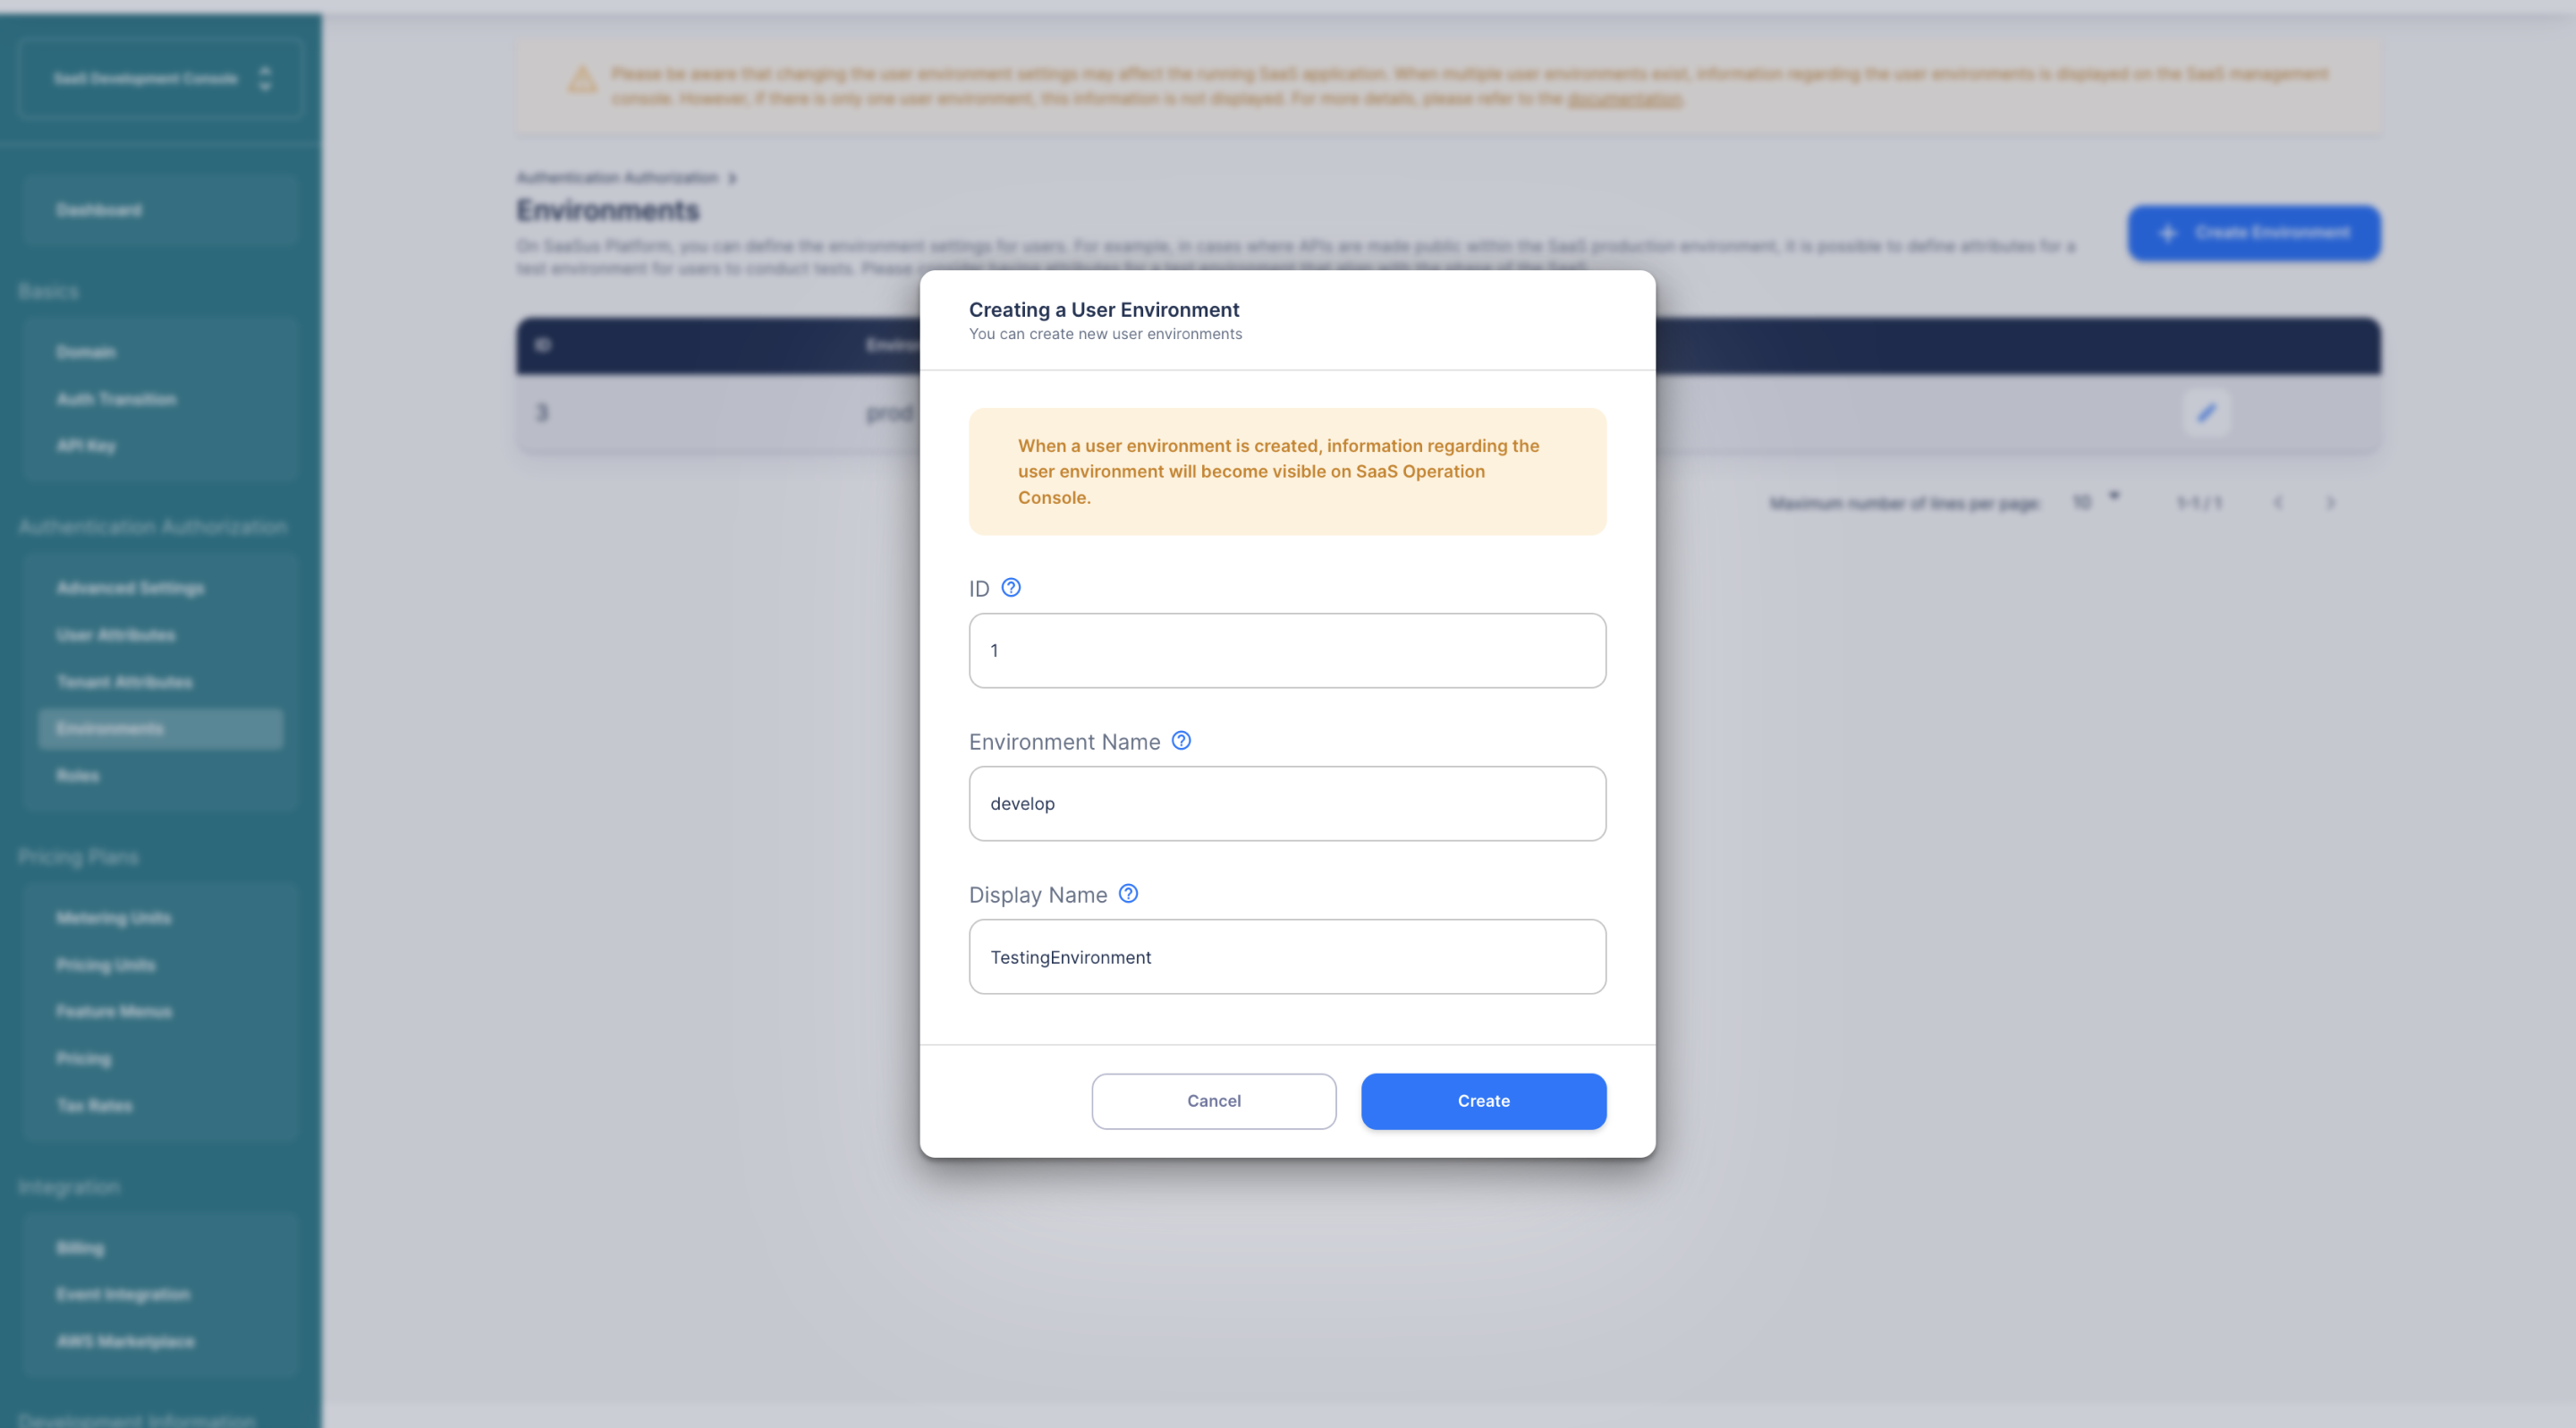 SaaS Development Console
Dashboard
Basics
Domain
Auth Transition
API Key
Authentication Authorization
Advanced Settings
User Attributes
Tenant Attributes
Environments
Roles
Pricing Plans
Metering Units
Pricing Units
Feature Menus
Pricing
Tax Rates
Integration
Billing
Event Integration
AWS Marketplace
Development Information
Please be aware that changing the user environment settings may affect the running SaaS application. When multiple user environments exist, information regarding the user environments is displayed on the SaaS management
console. However, if there is only one user environment, this information is not displayed. For more details, please refer to the documentation.
Authentication Authorization
Environments
On SaaSus Platform, you can define the environment settings for users. For example, in cases where APIs are made public within the SaaS production environment, it is possible to define attributes for a
test environment for users to conduct tests. Please
Create Environment
ID
3
prod
Maximum number of lines per page: 10 1-1 / 1
Creating a User Environment
You can create new user environments
When a user environment is created, information regarding the
user environment will become visible on SaaS Operation
Console.
ID
1
Environment Name
develop
Display Name
TestingEnvironment
Cancel
Create